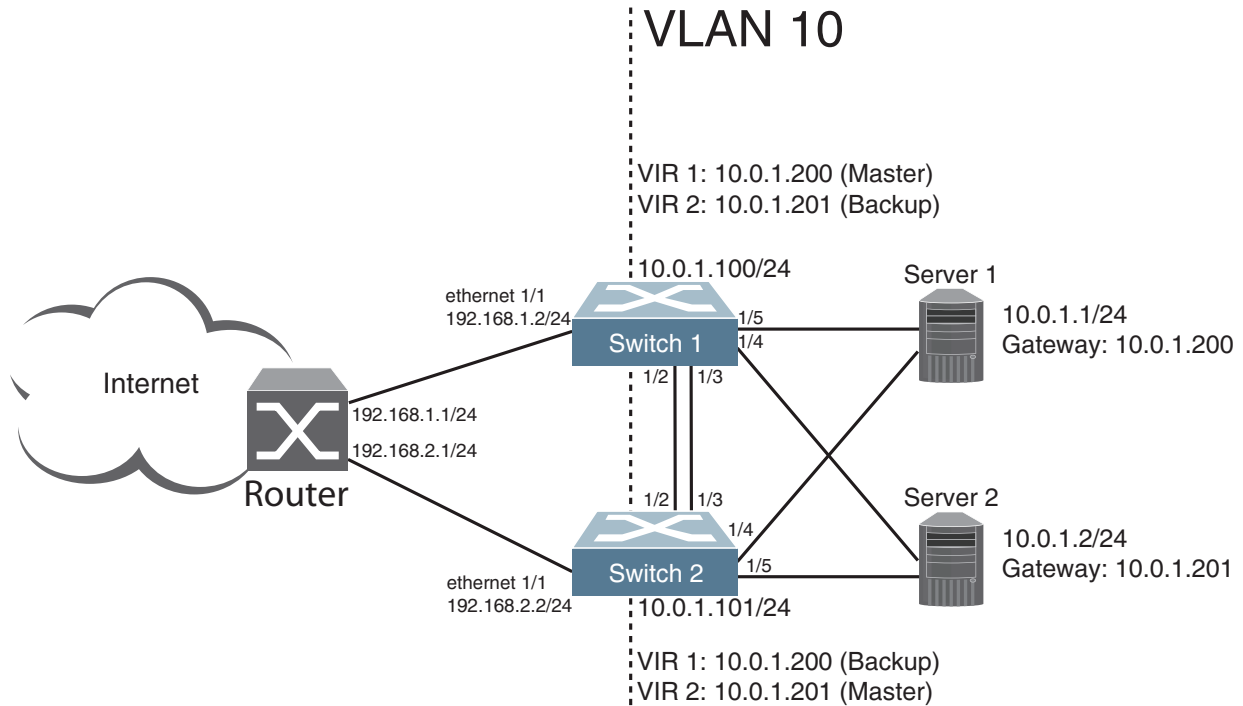 VLAN 10
VIR 1: 10.0.1.200 (Master)
VIR 2: 10.0.1.201 (Backup)
10.0.1.100/24
ethernet 1/1
192.168.1.2/24
Switch 1
1/5
1/4
1/2
1/3
Server 1
10.0.1.1/24
Gateway: 10.0.1.200
Internet
192.168.1.1/24
192.168.2.1/24
Router
1/2
1/3
1/4
1/5
Switch 2
ethernet 1/1
192.168.2.2/24
10.0.1.101/24
Server 2
10.0.1.2/24
Gateway: 10.0.1.201
VIR 1: 10.0.1.200 (Backup)
VIR 2: 10.0.1.201 (Master)